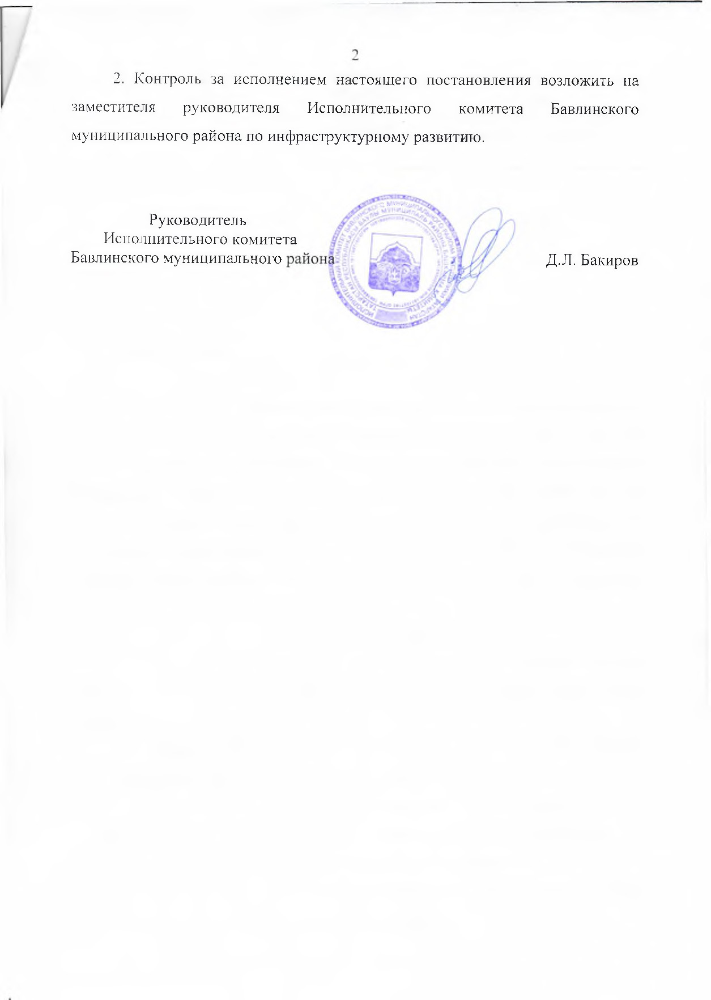 2
2. Контроль за исполнением настоящего постановления возложить на
заместителя руководителя Исполнительного комитета Бавлинского
муниципального района по инфраструктурному развитию.
Руководитель
Исполнительного комитета
Бавлинского муниципального района
Д.Л. Бакиров